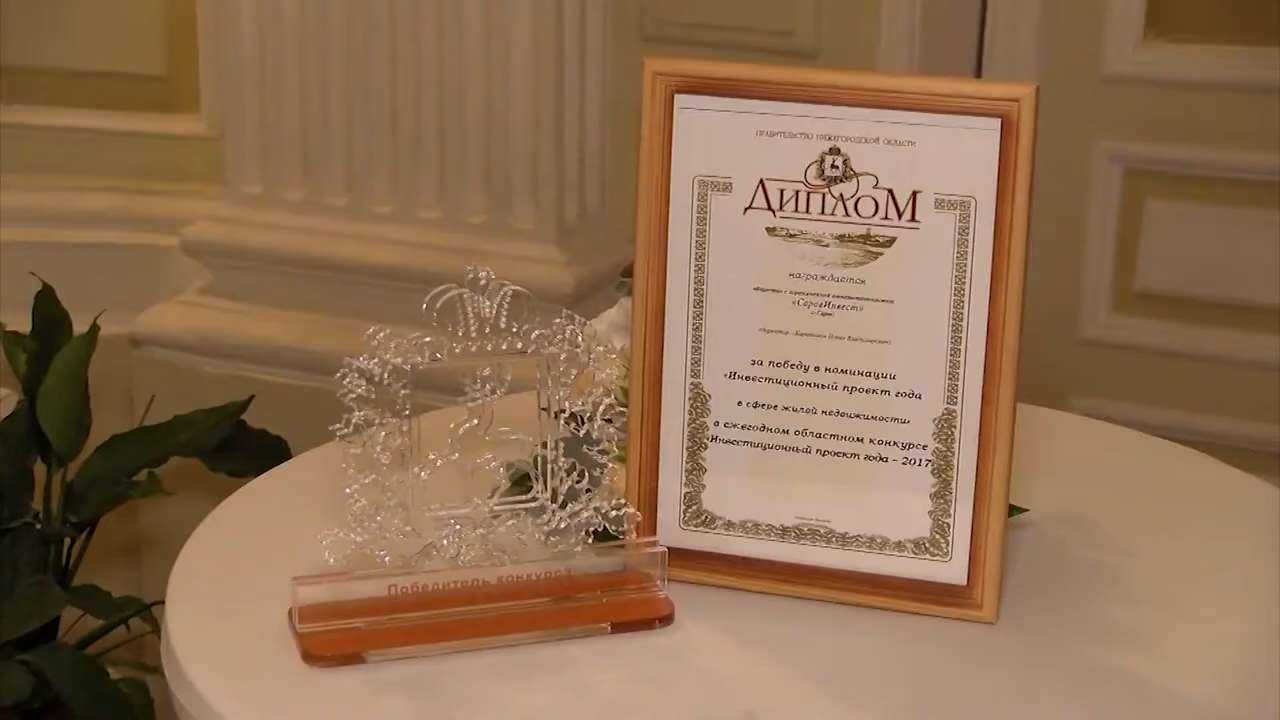 ПРАВИТЕЛЬСТВО НИЖЕГОРОДСКОЙ ОБЛАСТИ
ДИПЛОМ
награждается
«СаровИнвест»
за победу в номинации
«Инвестиционный проект года
в сфере жилой недвижимости»
в ежегодном областном конкурсе
«Инвестиционный проект года – 2017
Победитель конкурса